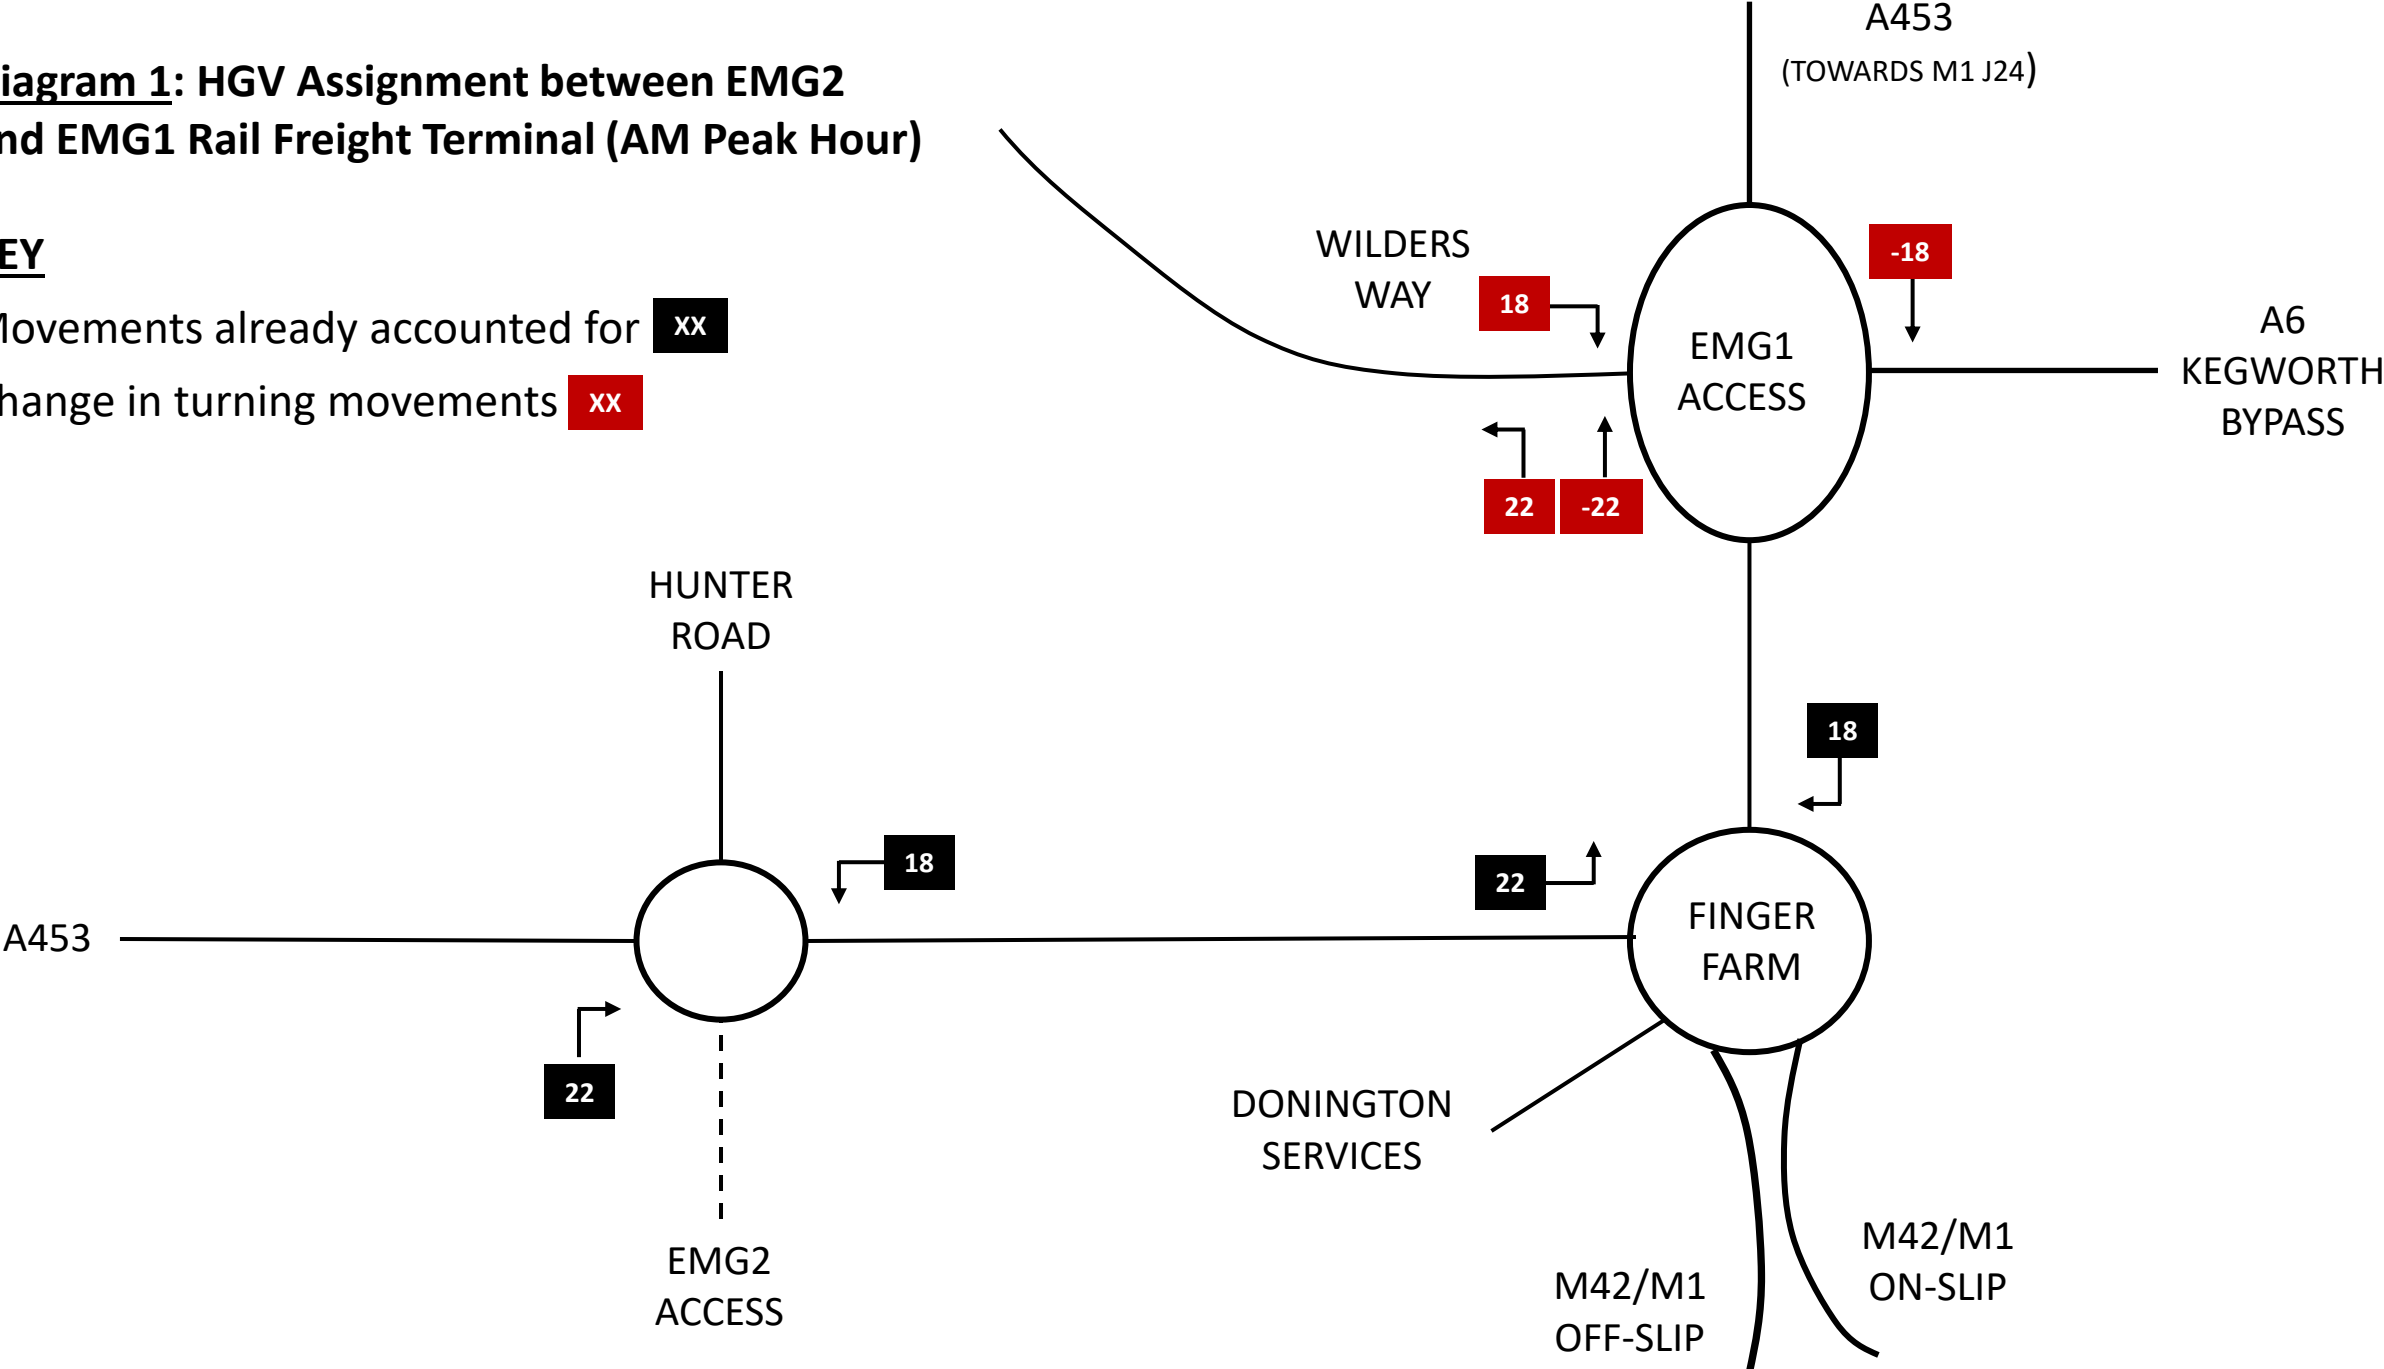 iagram 1: HGV Assignment between EMG2
nd EMG1 Rail Freight Terminal (AM Peak Hour)
EY
Movements already accounted for XX
hange in turning movements XX
A453
(TOWARDS M1 J24)
WILDERS
WAY
18
-18
EMG1
ACCESS
A6
KEGWORTH
BYPASS
22
-22
HUNTER
ROAD
18
18
22
FINGER
FARM
A453
22
DONINGTON
SERVICES
EMG2
ACCESS
M42/M1
OFF-SLIP
M42/M1
ON-SLIP